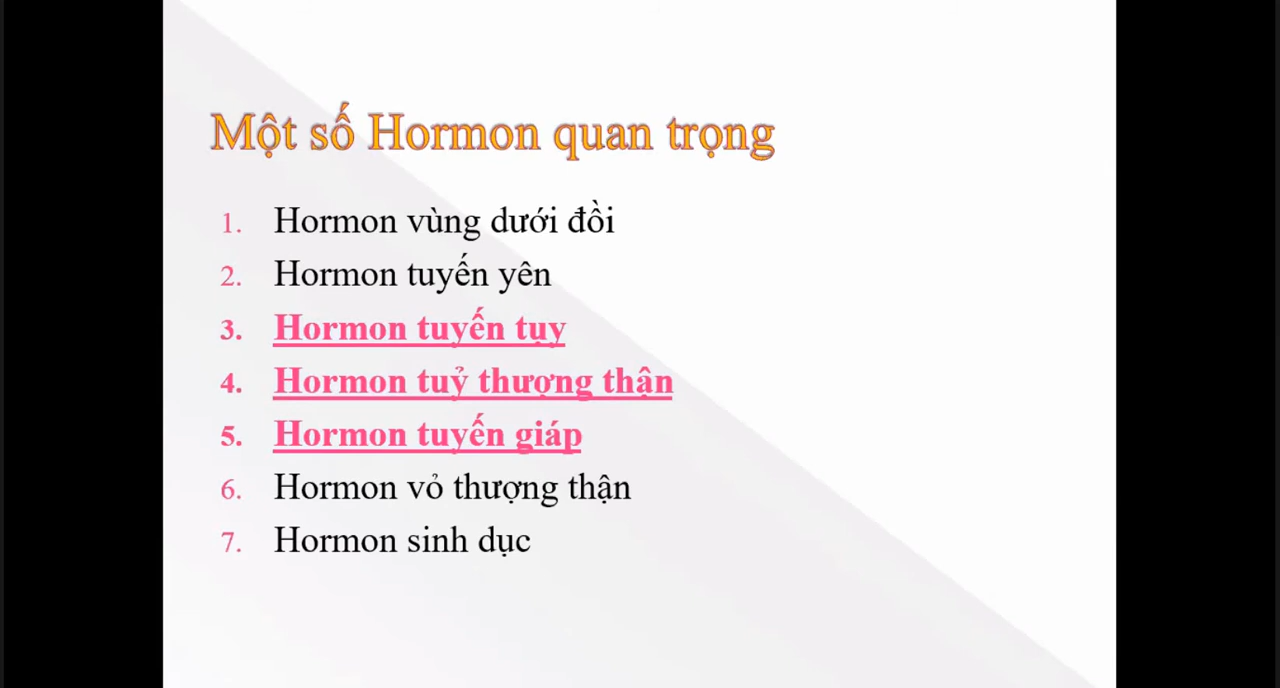 Một số Hormon quan trọng
1. Hormon vùng dưới đồi
2. Hormon tuyến yên
3. Hormon tuyến tụy
4. Hormon tuỷ thượng thận
5. Hormon tuyến giáp
6. Hormon vỏ thượng thận
7. Hormon sinh dục